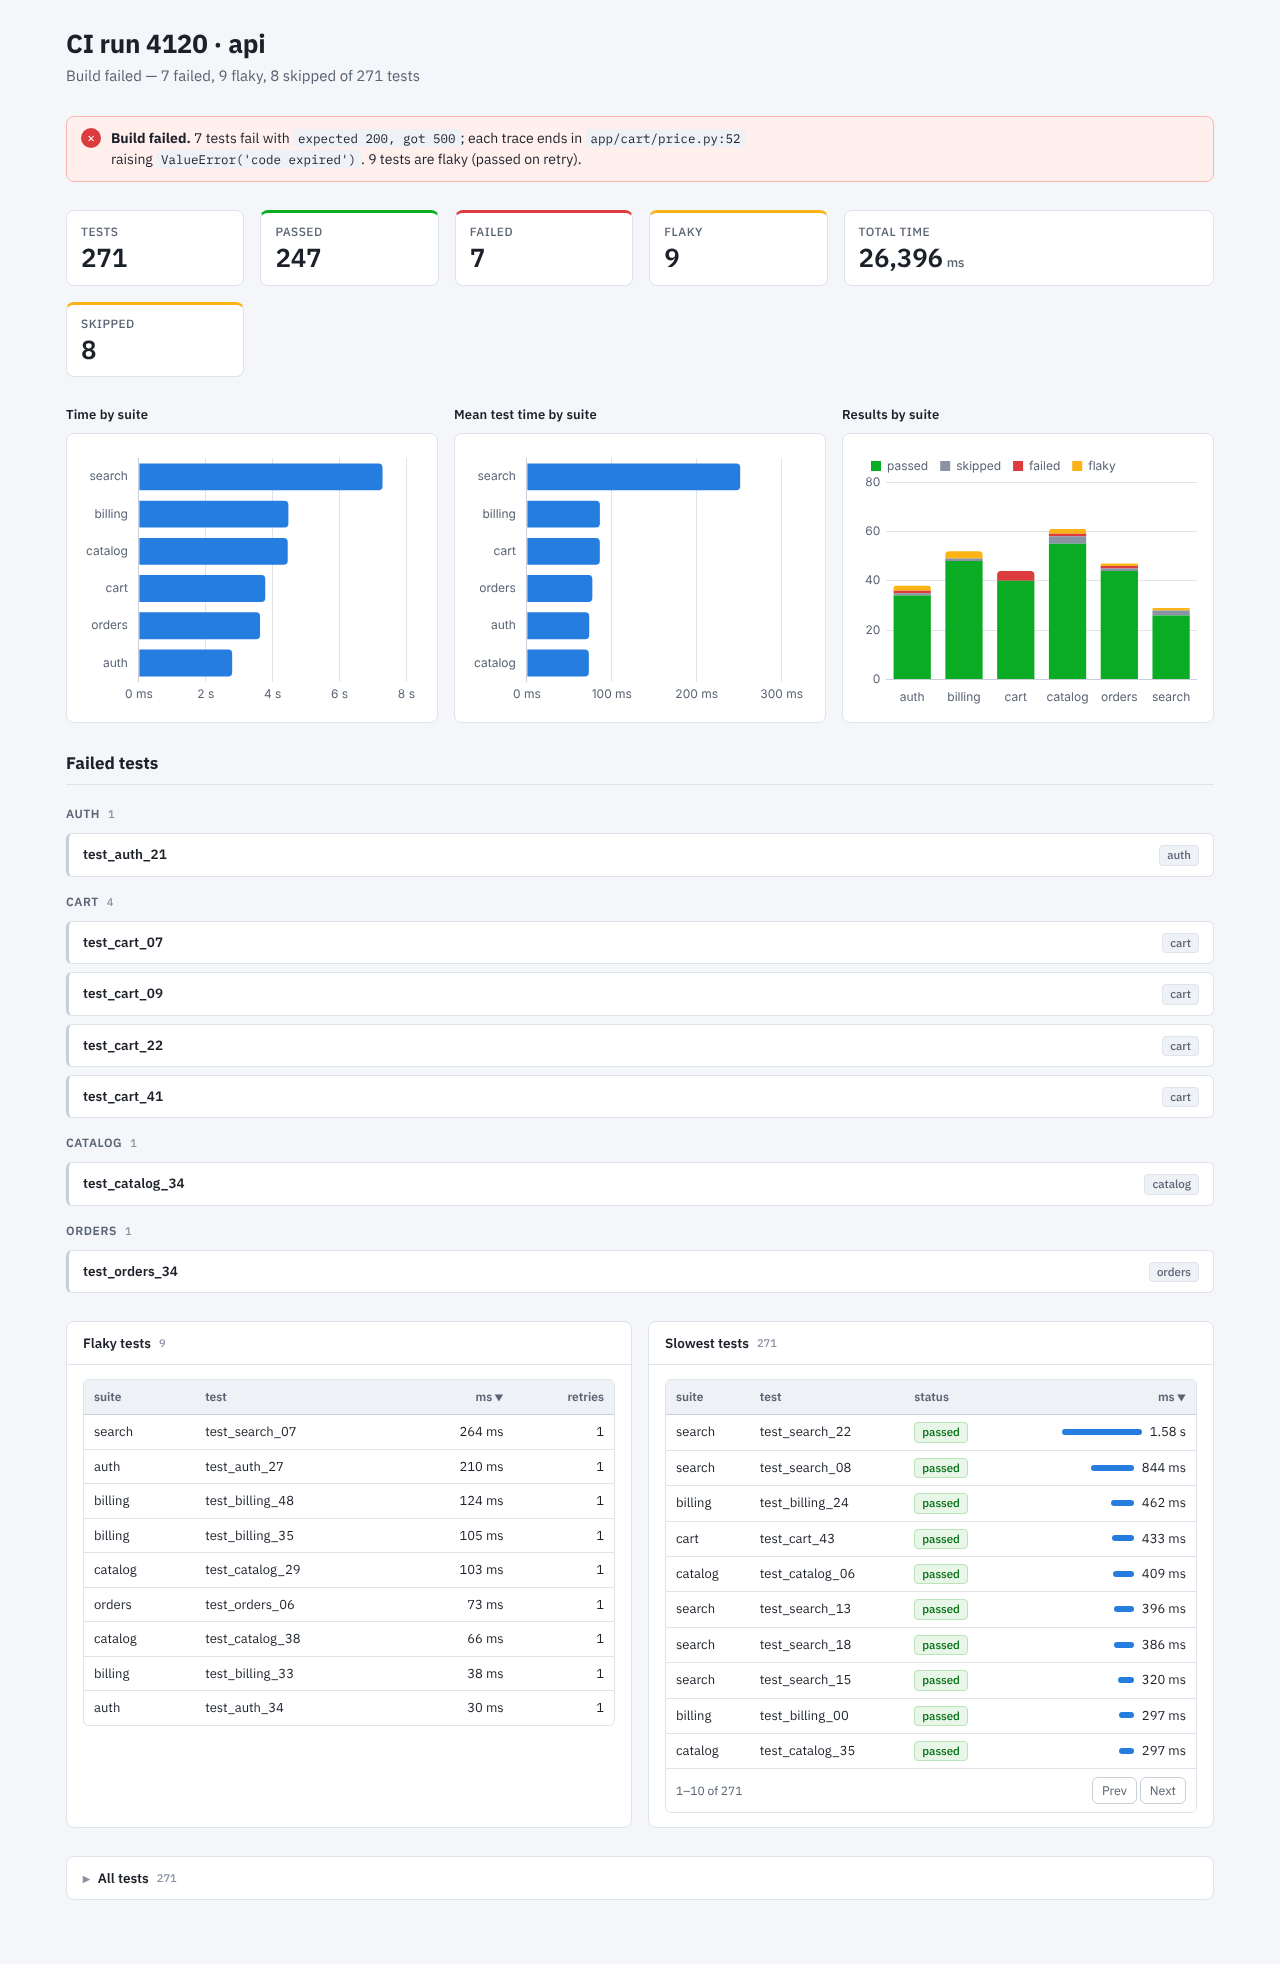 CI run 4120 · api
Build failed — 7 failed, 9 flaky, 8 skipped of 271 tests
✕ Build failed. 7 tests fail with expected 200, got 500 ; each trace ends in app/cart/price.py:52
raising ValueError('code expired') . 9 tests are flaky (passed on retry).
TESTS PASSED FAILED FLAKY TOTAL TIME
271 247 7 9 26,396 ms
SKIPPED
8
Time by suite
search
billing
catalog
cart
orders
auth
0 ms 2 s 4 s 6 s 8 s
Mean test time by suite
search
billing
cart
orders
auth
catalog
0 ms 100 ms 200 ms 300 ms
Results by suite
passed skipped failed flaky
80
60
40
20
0
auth billing cart catalog orders search
Failed tests
AUTH 1
test_auth_21 auth
CART 4
test_cart_07 cart
test_cart_09 cart
test_cart_22 cart
test_cart_41 cart
CATALOG 1
test_catalog_34 catalog
ORDERS 1
test_orders_34 orders
Flaky tests 9
suite test ms ▼ retries
search test_search_07 264 ms 1
auth test_auth_27 210 ms 1
billing test_billing_48 124 ms 1
billing test_billing_35 105 ms 1
catalog test_catalog_29 103 ms 1
orders test_orders_06 73 ms 1
catalog test_catalog_38 66 ms 1
billing test_billing_33 38 ms 1
auth test_auth_34 30 ms 1
Slowest tests 271
suite test status ms ▼
search test_search_22 passed 1.58 s
search test_search_08 passed 844 ms
billing test_billing_24 passed 462 ms
cart test_cart_43 passed 433 ms
catalog test_catalog_06 passed 409 ms
search test_search_13 passed 396 ms
search test_search_18 passed 386 ms
search test_search_15 passed 320 ms
billing test_billing_00 passed 297 ms
catalog test_catalog_35 passed 297 ms
1–10 of 271 Prev Next
▶ All tests 271